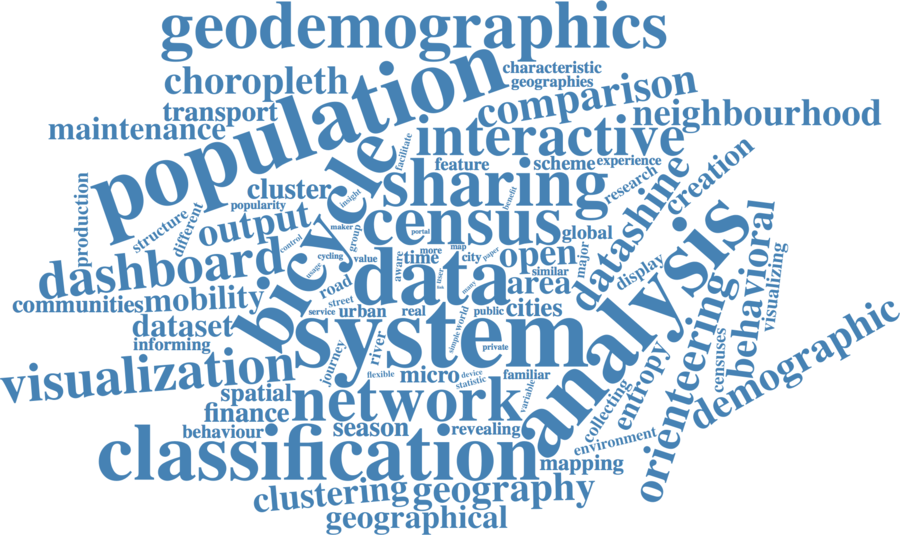 geodemographics
population
choropleth
characteristic
geographies
comparison
transport
maintenance
neighbourhood
interactive
facilitate
bicycle
feature
scheme
experience
sharing
cluster
insight
benefit
research
datashine
creation
production
popularity
structure
different
output
maker
group
census
portal
global
control
dashboard
usage
cycling
value
aware
time
more
map
city
paper
open
similar
major
display
analysis
behavioral
visualizing
communities
mobility
road
street
data
user
many
area
service
urban
real
public
cities
dataset
informing
system
simple
world
private
river
journey
visualization
flexible
micro
device
statistic
familiar
variable
spatial
finance
network
collecting
entropy
orienteering
censuses
demographic
behaviour
season
revealing
environment
classification
mapping
clustering
geography
geographical